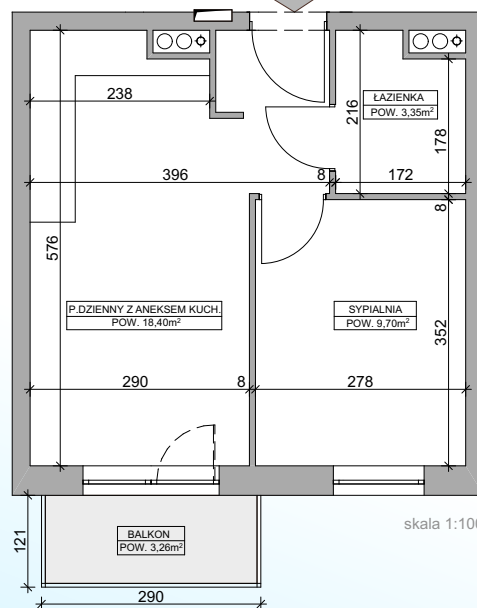 238
ŁAZIENKA
POW. 3,35m²
216
178
396
8
172
8
576
P.DZIENNY Z ANEKSEM KUCH.
POW. 18,40m²
SYPIALNIA
POW. 9,70m²
352
290
8
278
skala 1:100
BALKON
POW. 3,26m²
121
290